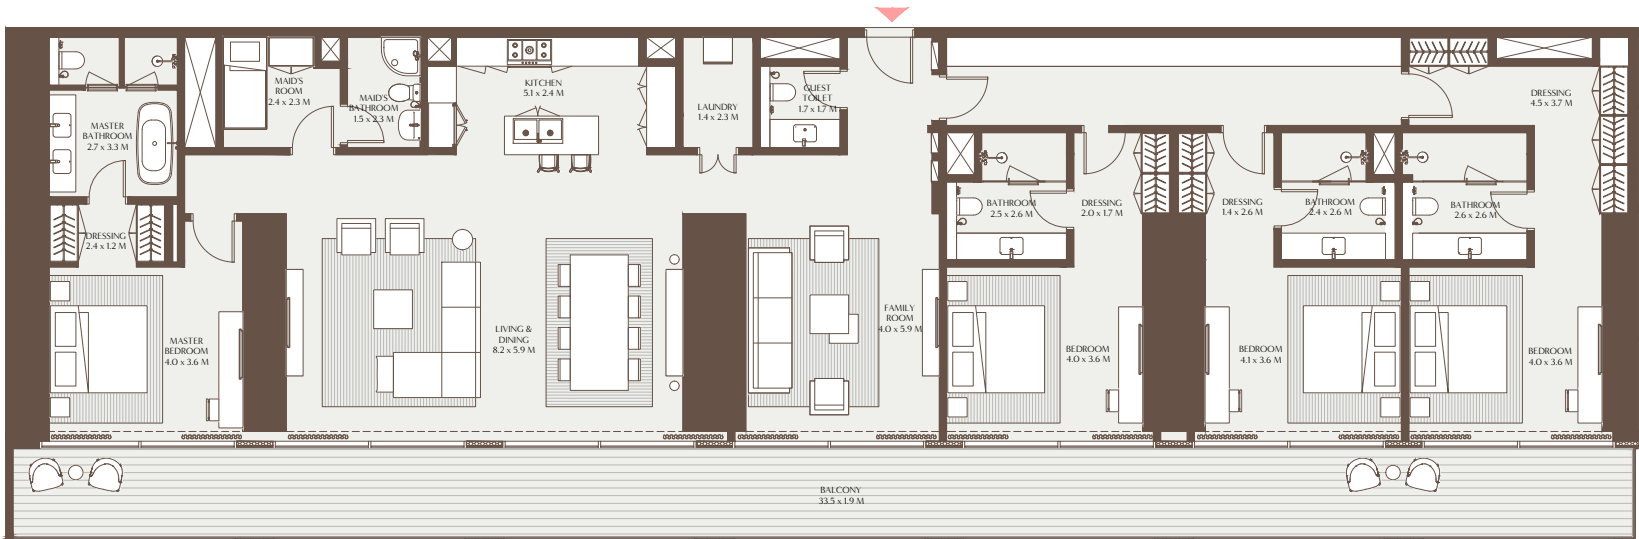 MAID'S
ROOM
2.4 x 2.3 M
MAID'S
BATHROOM
1.5 x 2.3 M
KITCHEN
5.1 x 2.4 M
LAUNDRY
1.4 x 2.3 M
GUEST
TOILET
1.7 x 1.7 M
DRESSING
4.5 x 3.7 M
MASTER
BATHROOM
2.7 x 3.3 M
DRESSING
2.4 x 1.2 M
BATHROOM
2.5 x 2.6 M
DRESSING
2.0 x 1.7 M
DRESSING
1.4 x 2.6 M
BATHROOM
2.4 x 2.6 M
BATHROOM
2.6 x 2.6 M
MASTER
BEDROOM
4.0 x 3.6 M
LIVING &
DINING
8.2 x 5.9 M
FAMILY
ROOM
4.0 x 5.9 M
BEDROOM
4.0 x 3.6 M
BEDROOM
4.1 x 3.6 M
BEDROOM
4.0 x 3.6 M
BALCONY
33.5 x 1.9 M